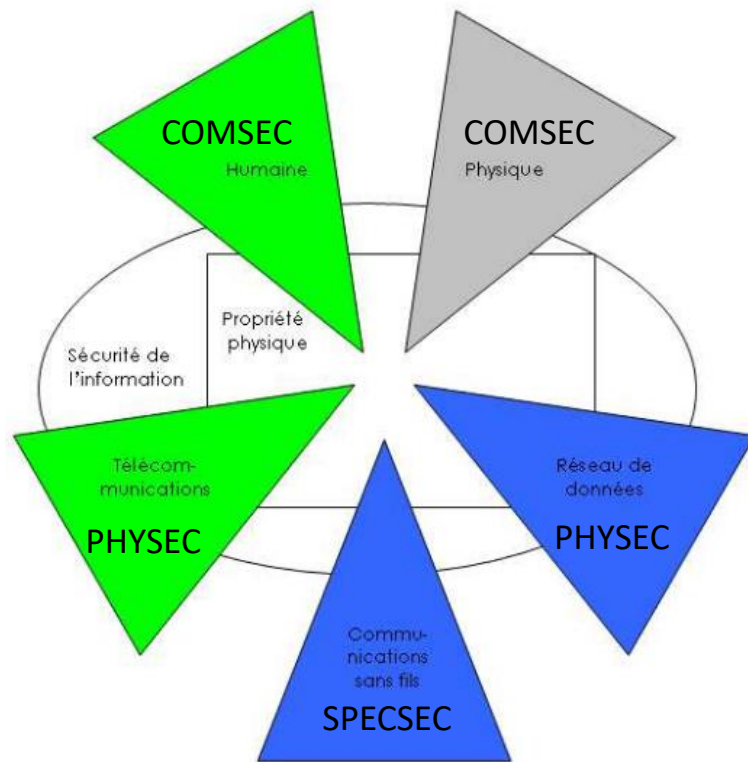 COMSEC
Humaine
COMSEC
Physique
Propriété
physique
Sécurité de
l'information
Télécom-
munications
PHYSEC
Réseau de
données
PHYSEC
Commu-
nications
sans fils
SPECSEC